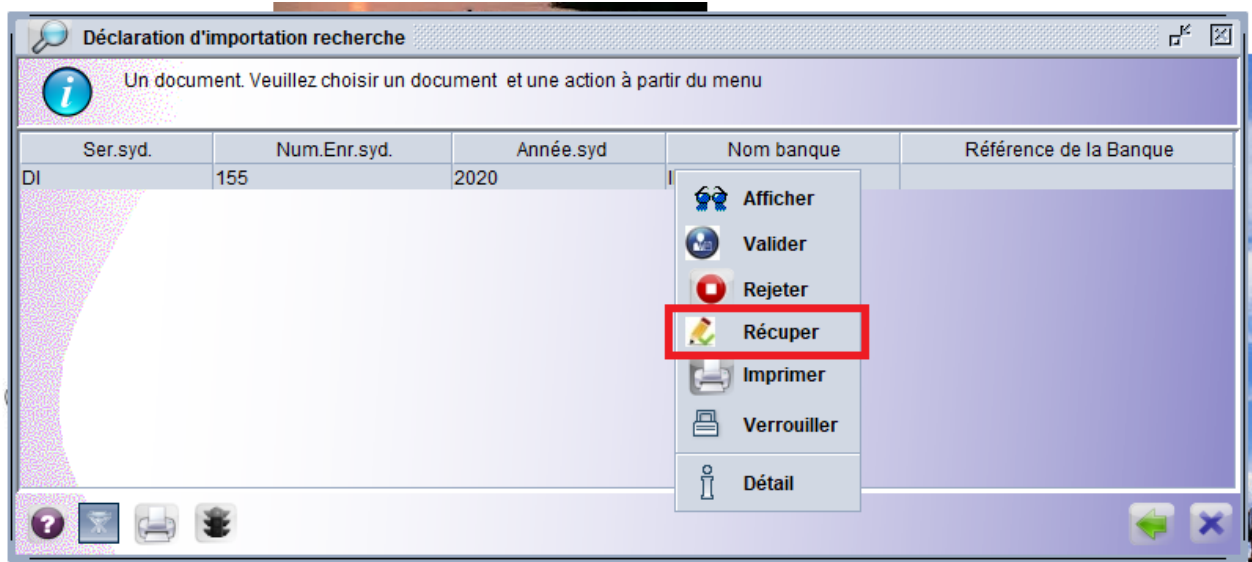 Déclaration d'importation recherche
Un document. Veuillez choisir un document et une action à partir du menu
Ser.syd. Num.Enr.syd. Année.syd Nom banque Référence de la Banque
DI 155 2020
Afficher
Valider
Rejeter
Récuper
Imprimer
Verrouiller
Détail